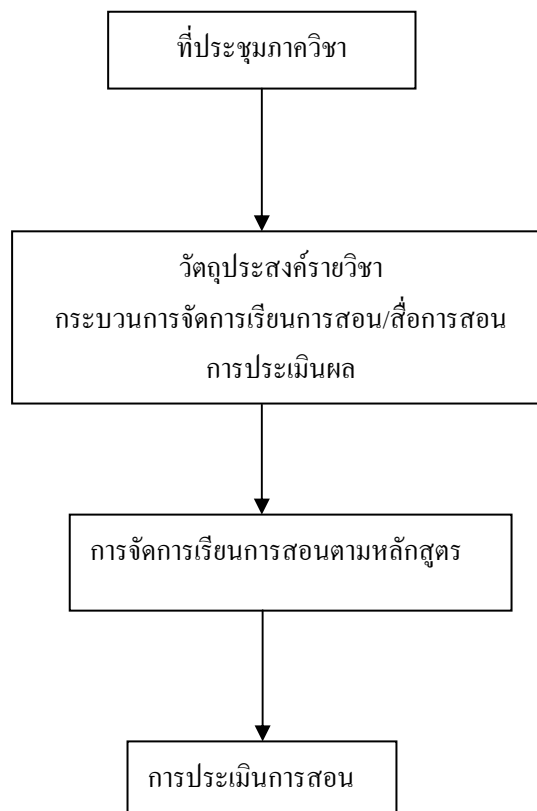 ที่ประชุมภาควิชา
วัตถุประสงค์รายวิชา
กระบวนการจัดการเรียนการสอน/สื่อการสอน
การประเมินผล
การจัดการเรียนการสอนตามหลักสูตร
การประเมินการสอน